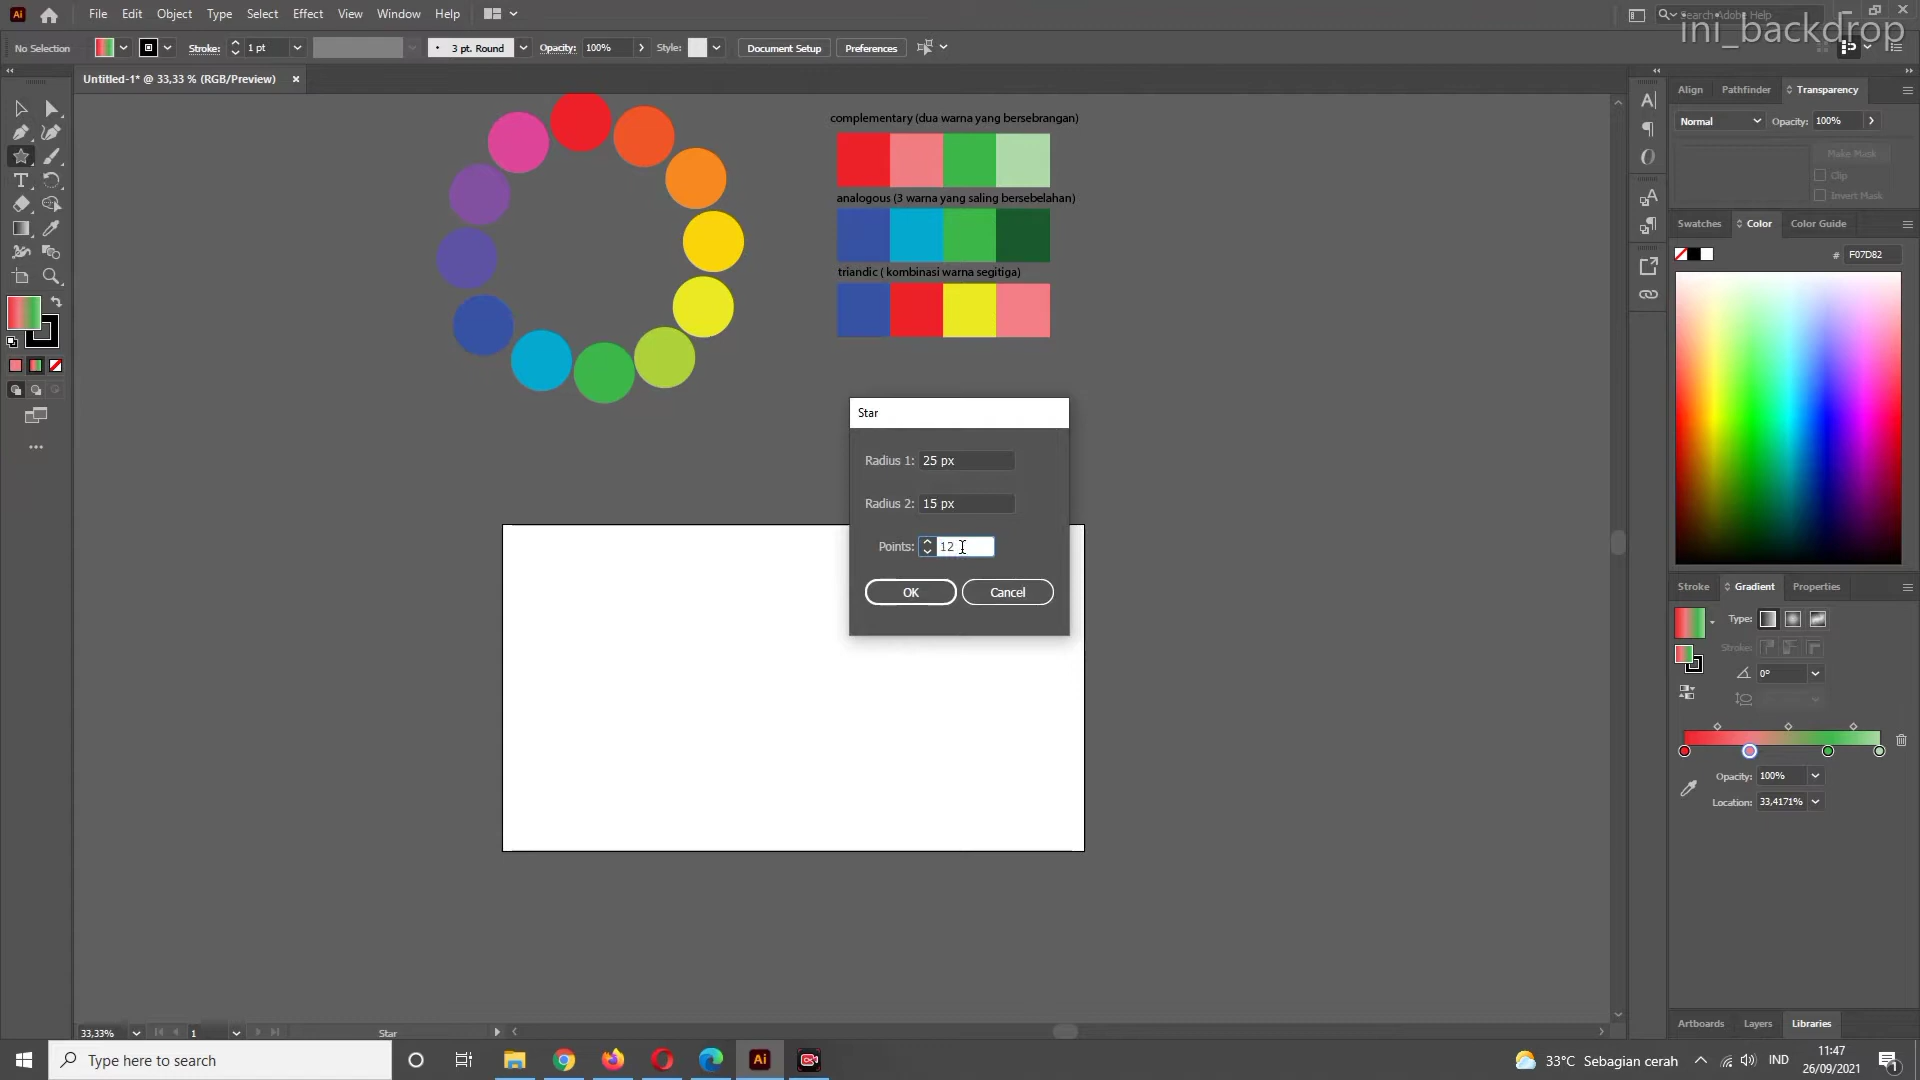 Ai File Edit Object Type Select Effect View Window Help
Search Adobe Help
ini_backdrop
No Selection Stroke: 1 pt 3 pt. Round Opacity: 100% Style: Document Setup Preferences
Untitled-1* @ 33,33 % (RGB/Preview)
complementary (dua warna yang bersebrangan)
analogous (3 warna yang saling bersebelahan)
triandic ( kombinasi warna segitiga)
Star
Radius 1: 25 px
Radius 2: 15 px
Points: 12
OK Cancel
Align Pathfinder Transparency
Normal Opacity: 100%
Make Mask
Clip
Invert Mask
Swatches Color Color Guide
# F07D82
Stroke Gradient Properties
Type:
Stroke:
0°
Opacity: 100%
Location: 33,4171%
Artboards Layers Libraries
33,33% 1 Star
Type here to search
Ai
33°C Sebagian cerah IND
11:47
26/09/2021
1